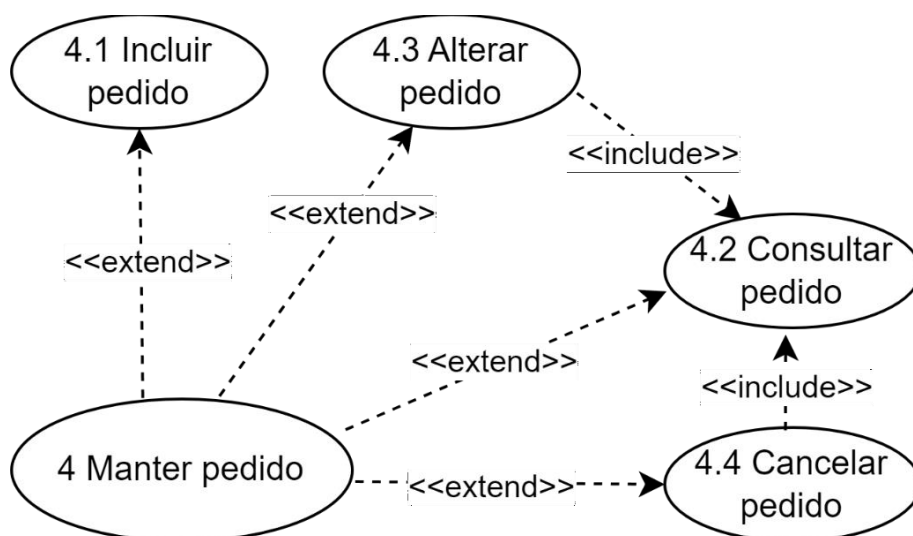 4.1 Incluir
pedido
4.3 Alterar
pedido
<<include>>
<<extend>>
<<extend>>
4.2 Consultar
pedido
<<extend>>
<<include>>
4 Manter pedido
<<extend>>
4.4 Cancelar
pedido